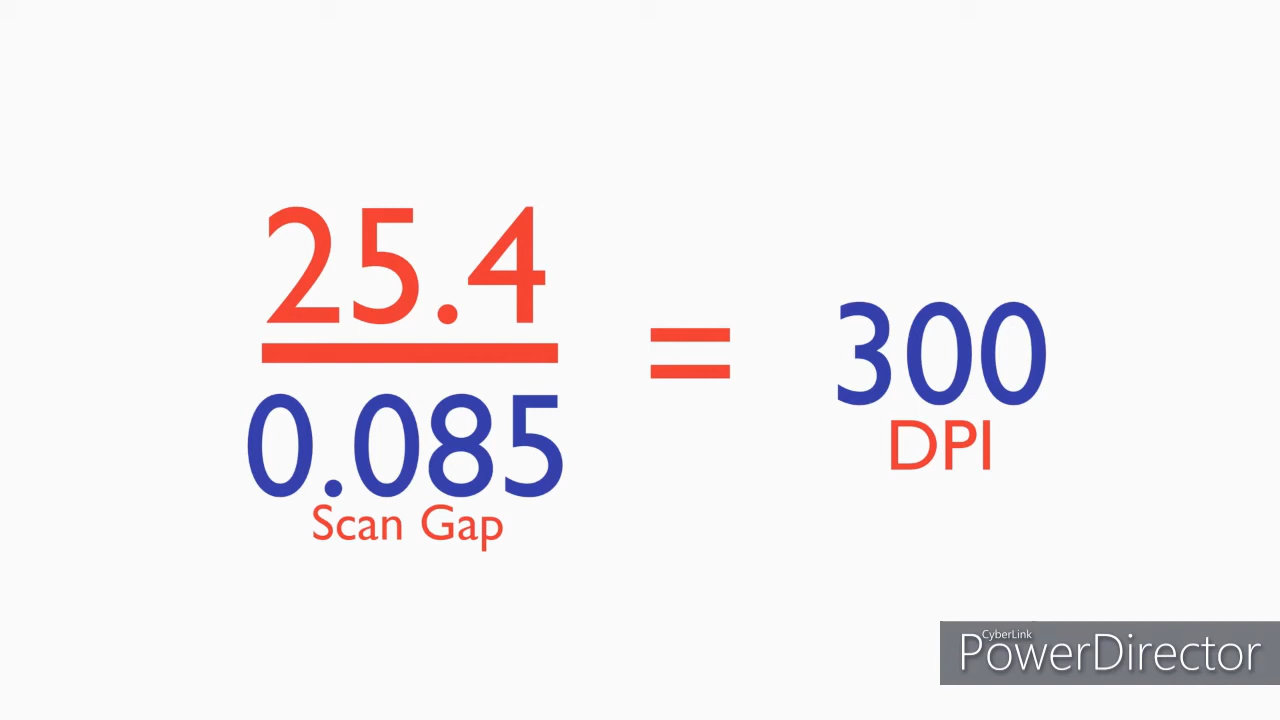 25.4
0.085
Scan Gap
=
300
DPI
CyberLink
PowerDirector